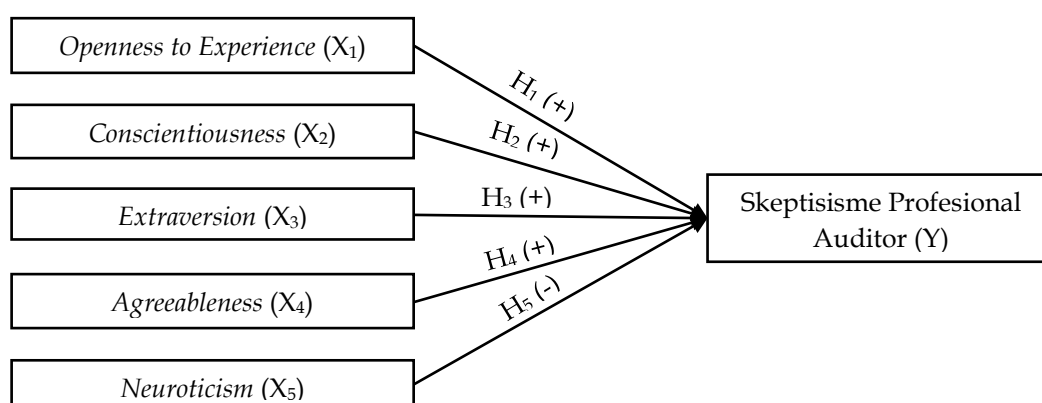 Openness to Experience (X₁)
H₁ (+)
Conscientiousness (X₂)
H₂ (+)
Extraversion (X₃)
H₃ (+)
Skeptisisme Profesional
Auditor (Y)
Agreeableness (X₄)
H₄ (+)
H₅ (-)
Neuroticism (X₅)